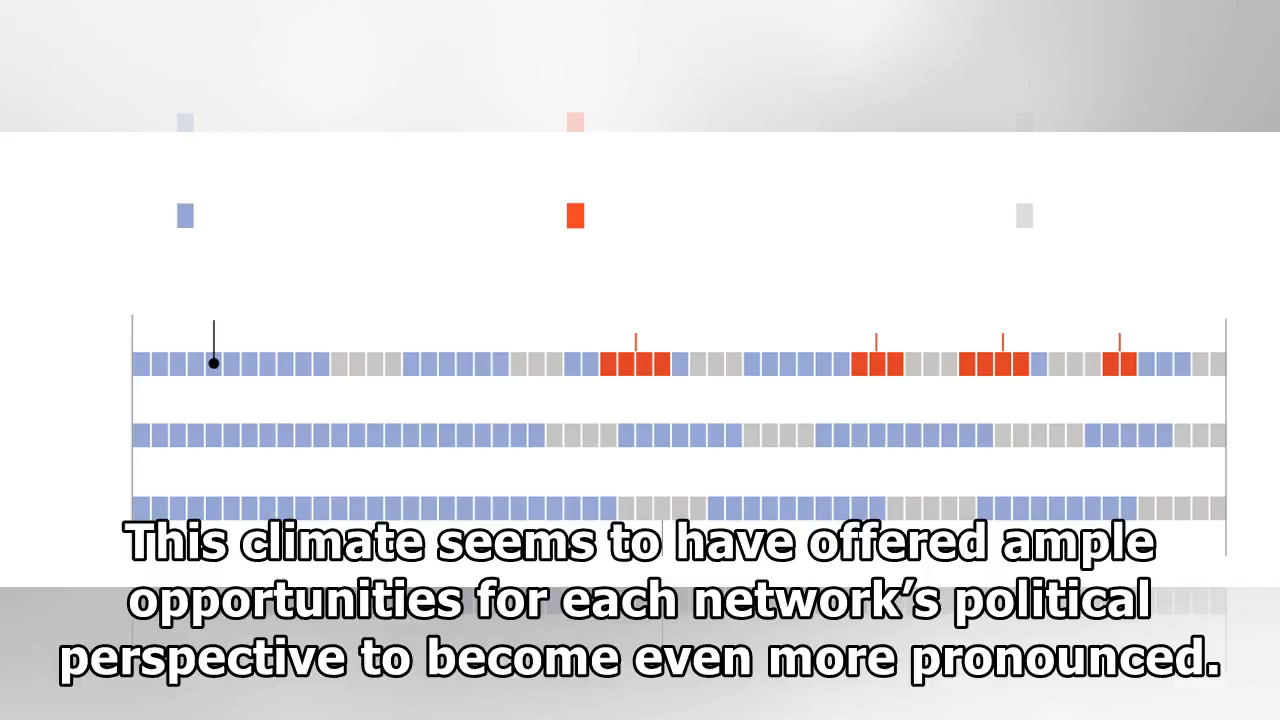 This climate seems to have offered ample
opportunities for each network’s political
perspective to become even more pronounced.